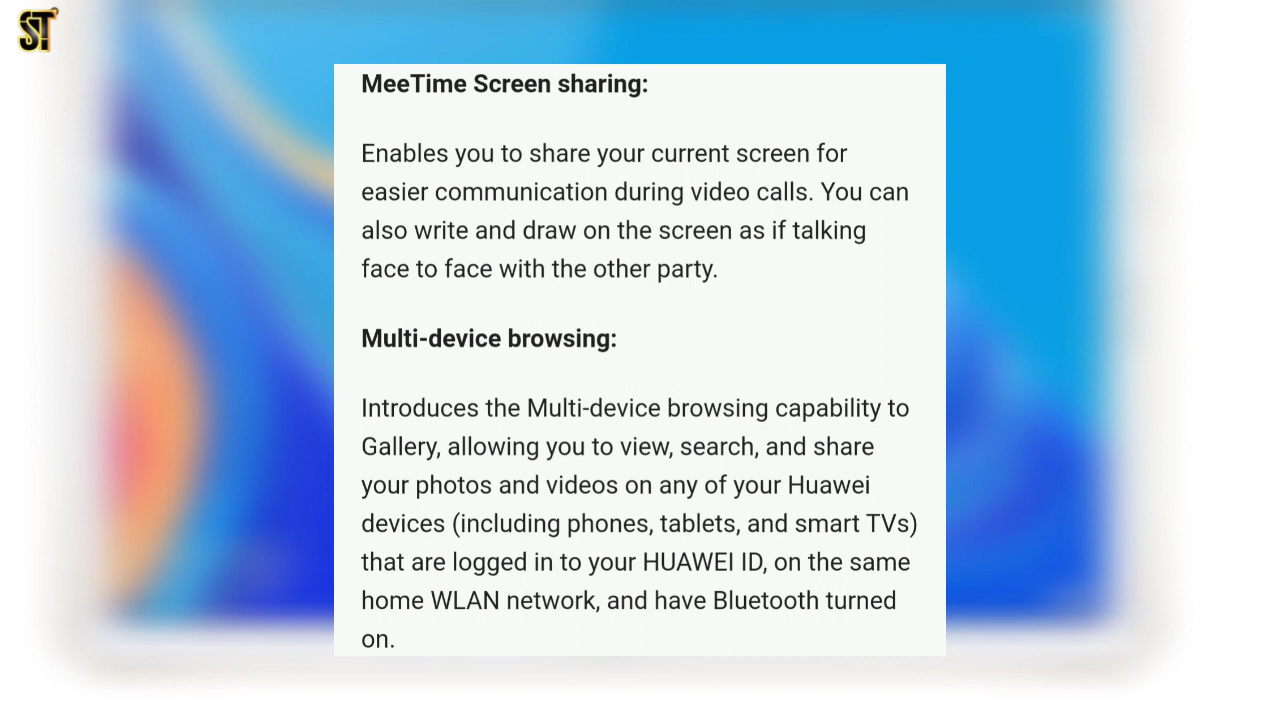 ST
MeeTime Screen sharing:
Enables you to share your current screen for
easier communication during video calls. You can
also write and draw on the screen as if talking
face to face with the other party.
Multi-device browsing:
Introduces the Multi-device browsing capability to
Gallery, allowing you to view, search, and share
your photos and videos on any of your Huawei
devices (including phones, tablets, and smart TVs)
that are logged in to your HUAWEI ID, on the same
home WLAN network, and have Bluetooth turned
on.